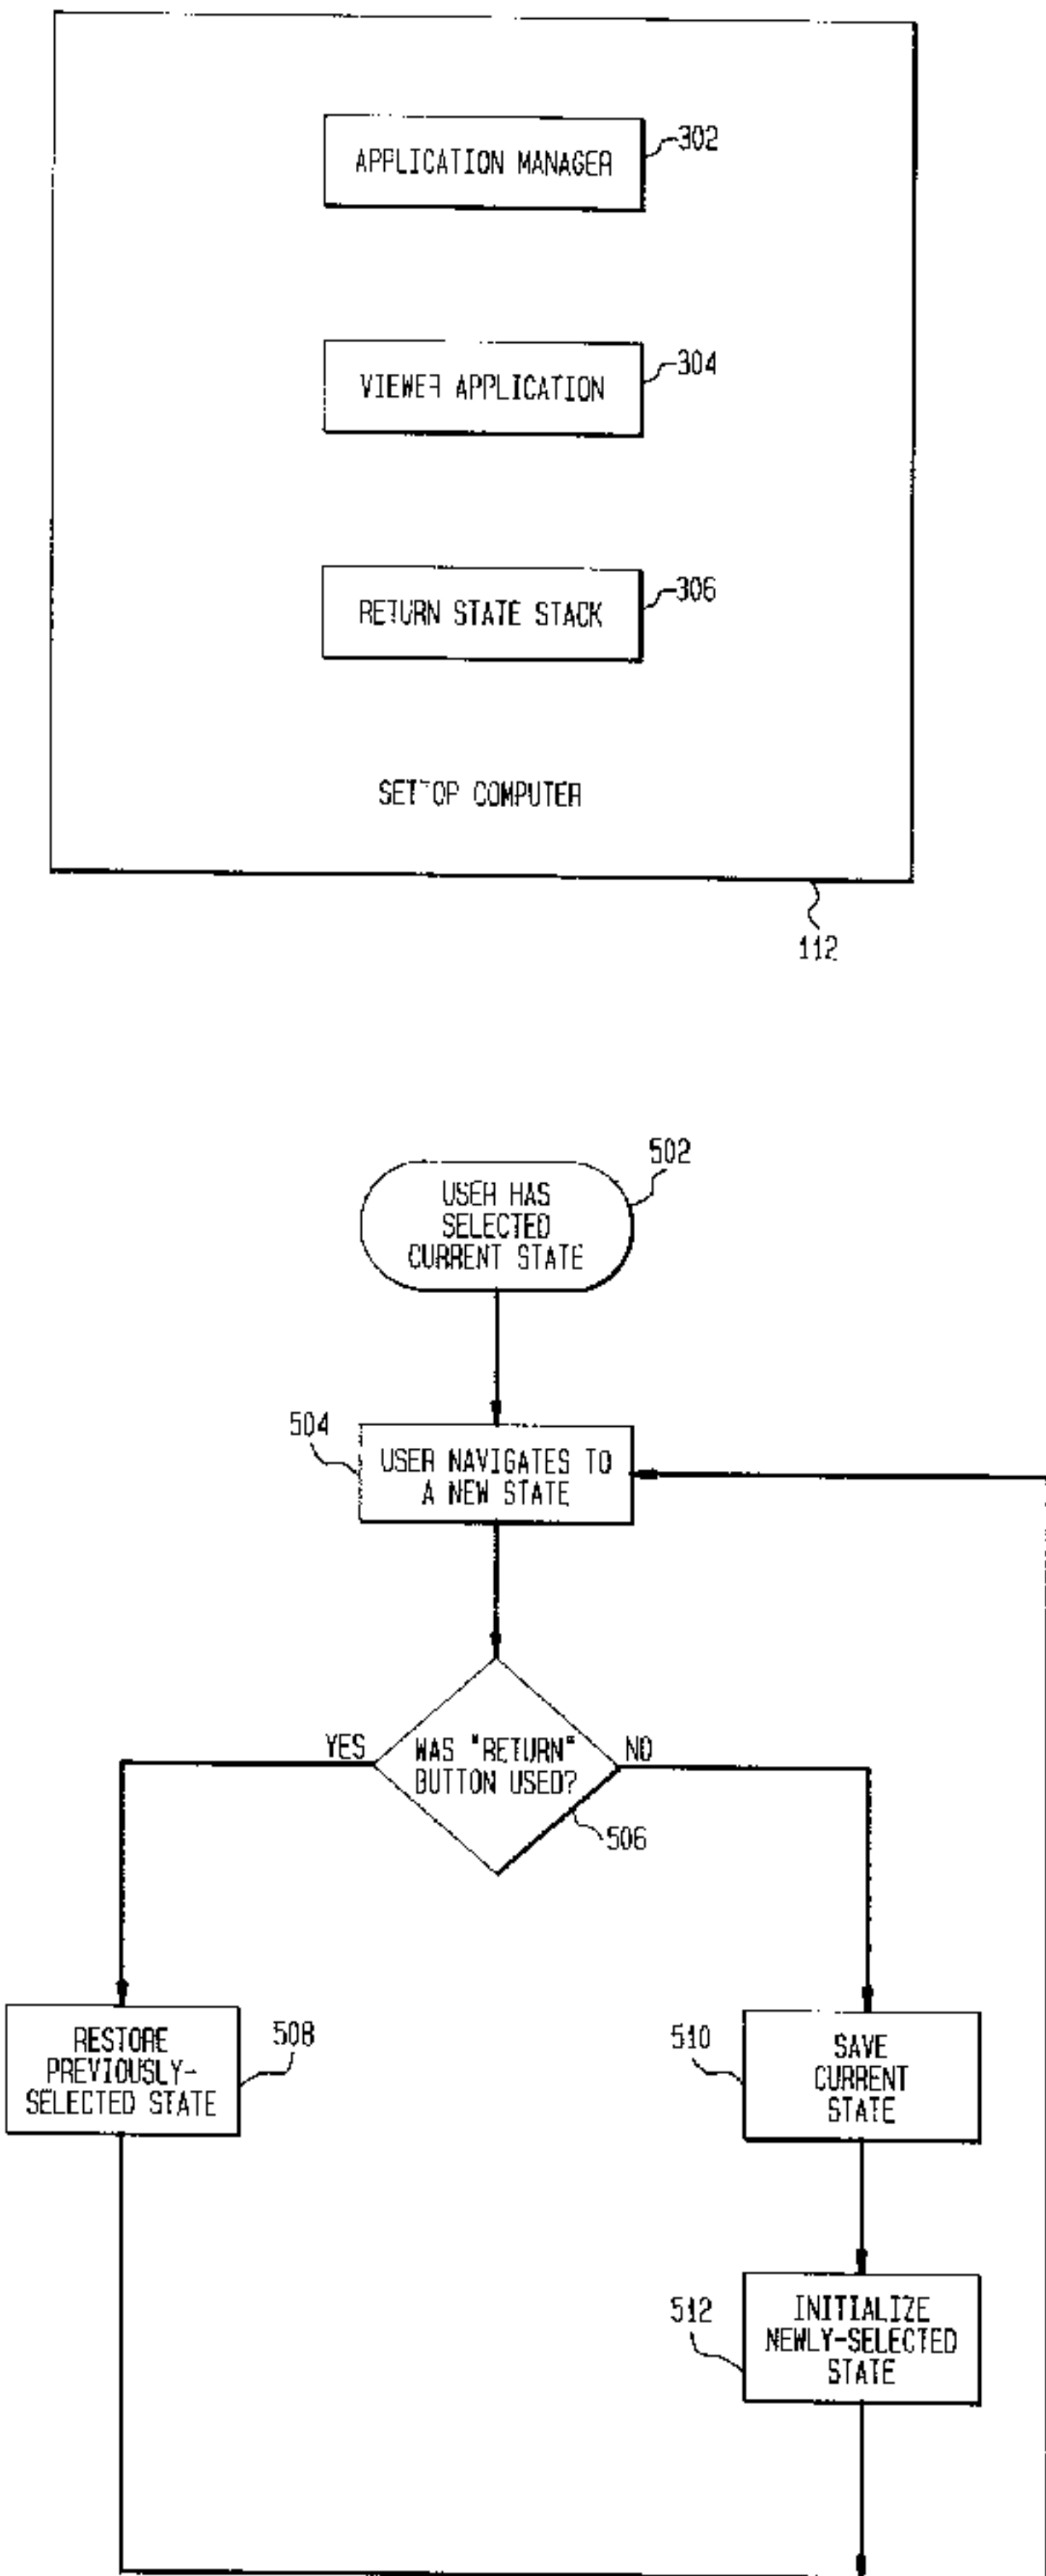 APPLICATION MANAGER
302
VIEWER APPLICATION
304
RETURN STATE STACK
306
SETTOP COMPUTER
112
502
USER HAS
SELECTED
CURRENT STATE
504
USER NAVIGATES TO
A NEW STATE
YES
WAS "RETURN"
BUTTON USED?
NO
506
RESTORE
PREVIOUSLY-
SELECTED STATE
508
510
SAVE
CURRENT
STATE
512
INITIALIZE
NEWLY-SELECTED
STATE